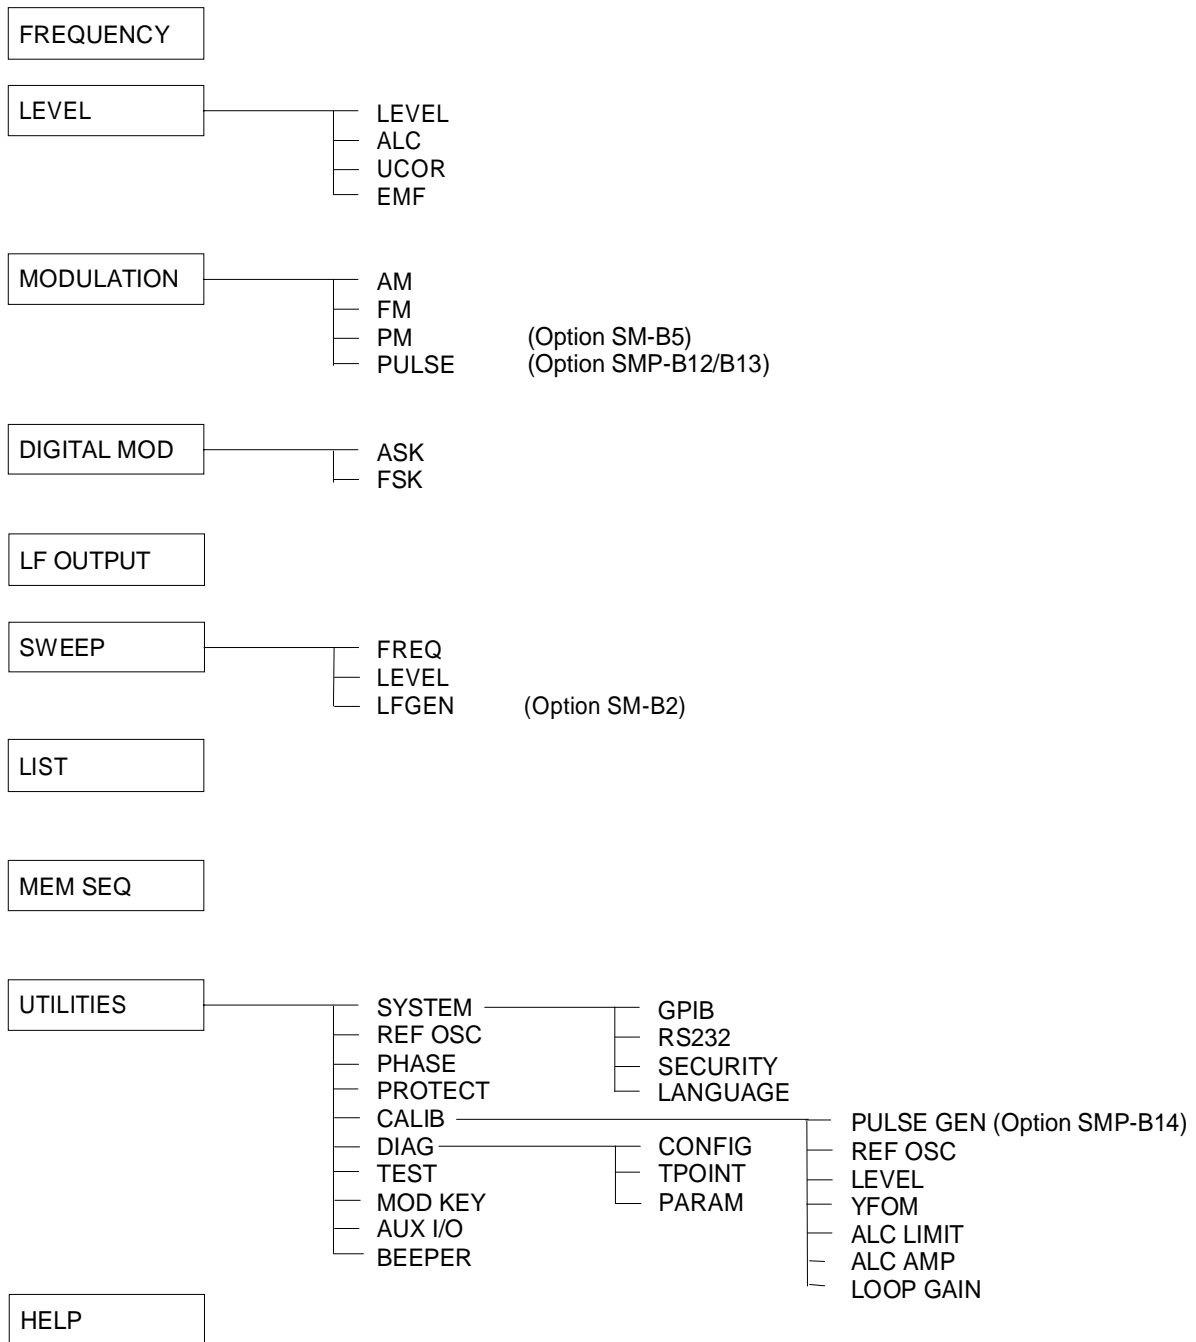 FREQUENCY
LEVEL
LEVEL
ALC
UCOR
EMF
MODULATION
AM
FM
PM (Option SM-B5)
PULSE (Option SMP-B12/B13)
DIGITAL MOD
ASK
FSK
LF OUTPUT
SWEEP
FREQ
LEVEL
LFGEN (Option SM-B2)
LIST
MEM SEQ
UTILITIES
SYSTEM
REF OSC
PHASE
PROTECT
CALIB
DIAG
TEST
MOD KEY
AUX I/O
BEEPER
GPIB
RS232
SECURITY
LANGUAGE
CONFIG
TPOINT
PARAM
PULSE GEN (Option SMP-B14)
REF OSC
LEVEL
YFOM
ALC LIMIT
ALC AMP
LOOP GAIN
HELP